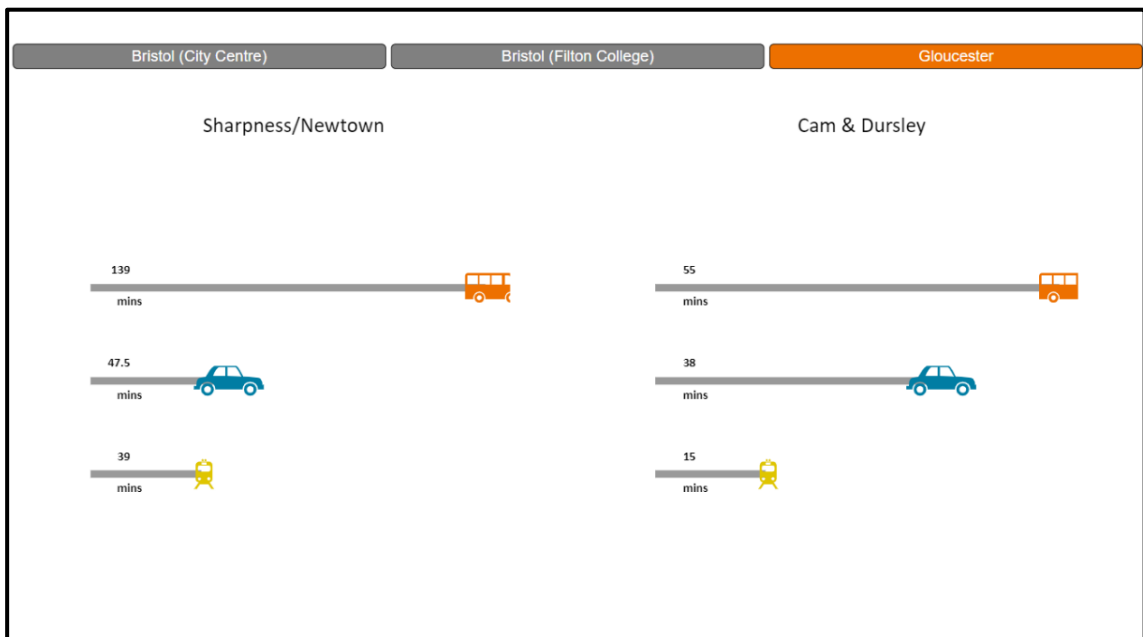 Bristol (City Centre)
Bristol (Filton College)
Gloucester
Sharpness/Newtown
Cam & Dursley
139
mins
47.5
mins
39
mins
55
mins
38
mins
15
mins